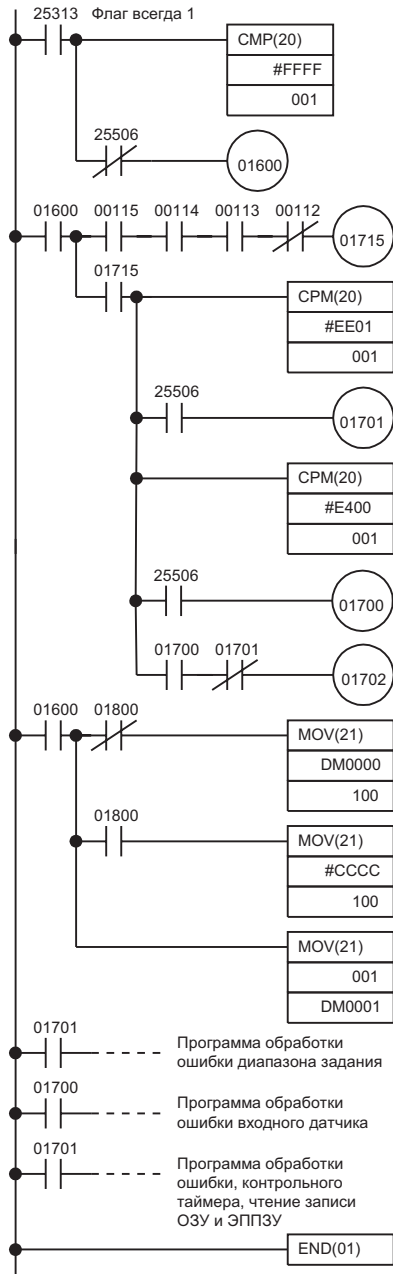 25313 Флаг всегда 1
CMP(20)
#FFFF
001
25506
01600
01600 00115 00114 00113 00112
01715
01715
CPM(20)
#EE01
001
25506
01701
CPM(20)
#E400
001
25506
01700
01700 01701
01702
01600 01800
MOV(21)
DM0000
100
01800
MOV(21)
#CCCC
100
MOV(21)
001
DM0001
01701
Программа обработки
ошибки диапазона задания
01700
Программа обработки
ошибки входного датчика
01701
Программа обработки
ошибки, контрольного
таймера, чтение записи
ОЗУ и ЭППЗУ
END(01)